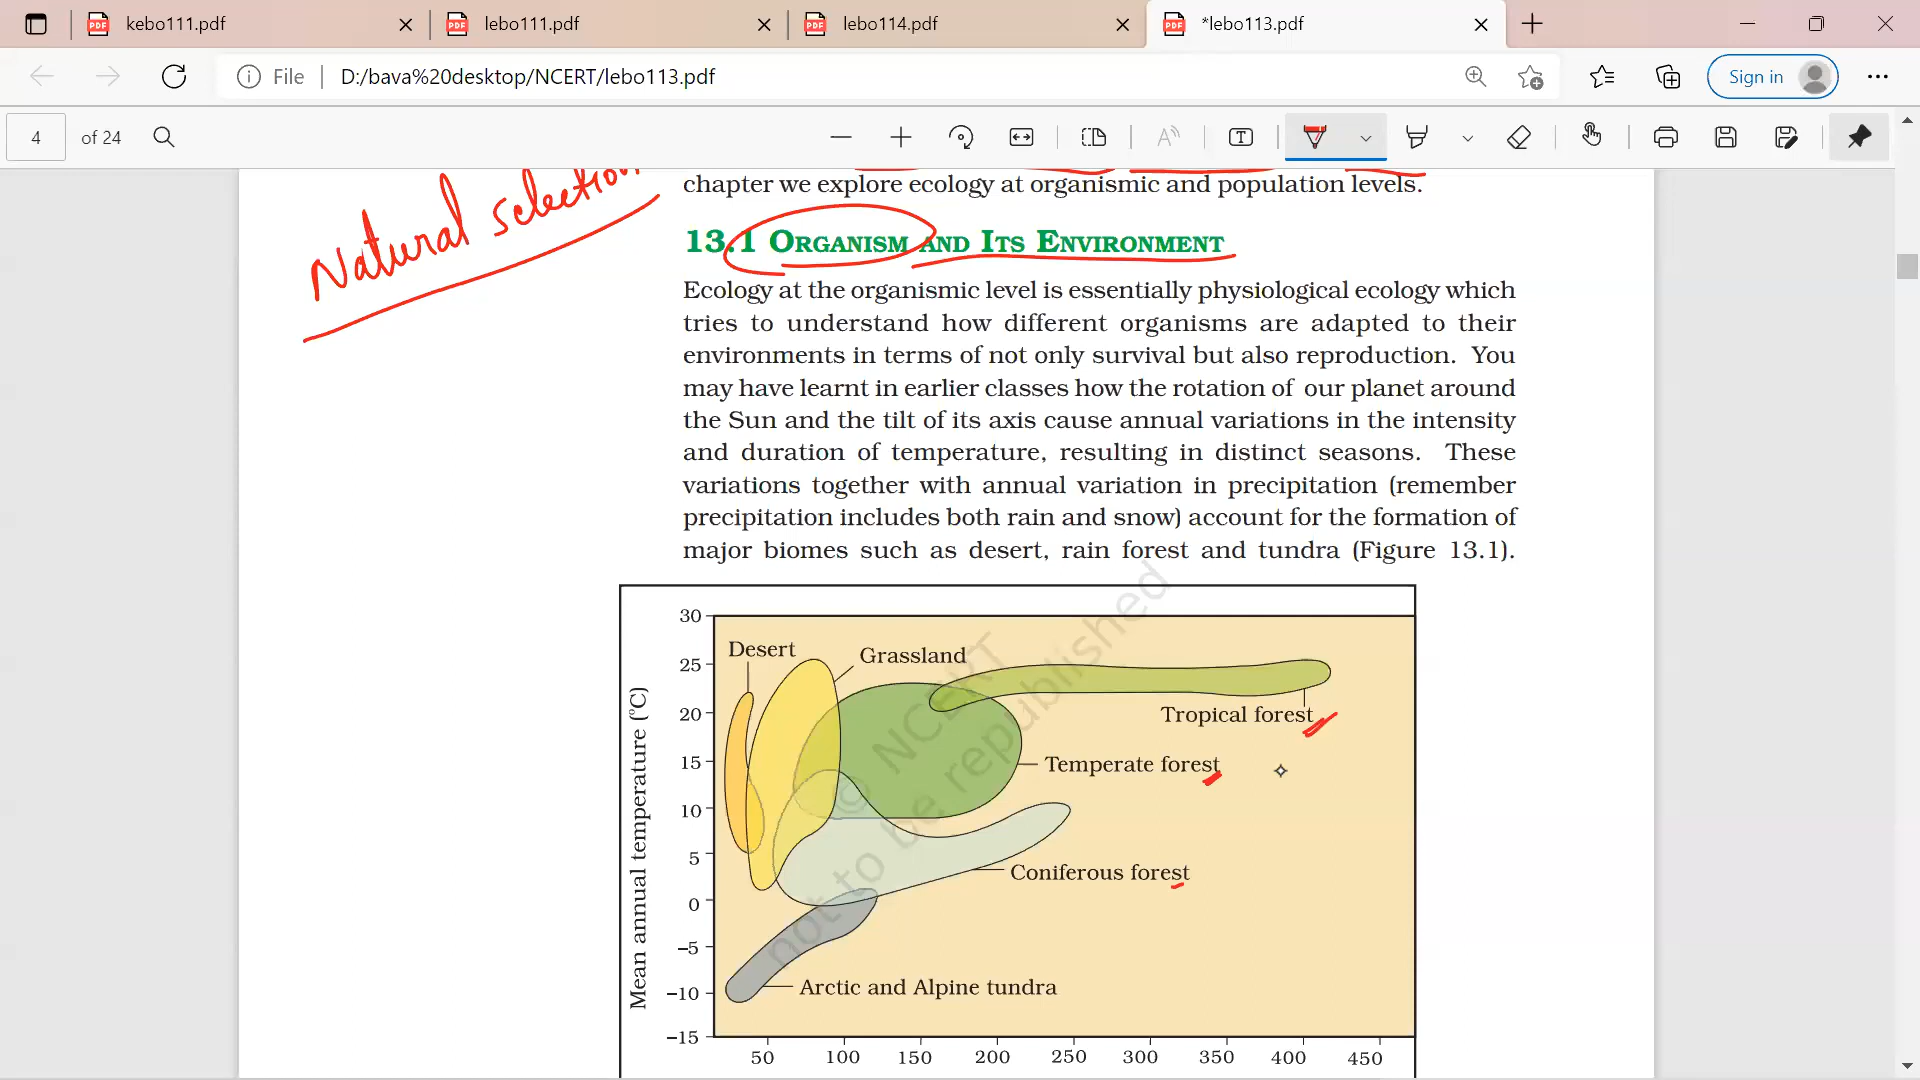 kebo111.pdf
lebo111.pdf
lebo114.pdf
*lebo113.pdf
File
D:/bava%20desktop/NCERT/lebo113.pdf
Sign in
4 of 24
Natural selection
chapter we explore ecology at organismic and population levels.
13.1 ORGANISM AND ITS ENVIRONMENT
Ecology at the organismic level is essentially physiological ecology which
tries to understand how different organisms are adapted to their
environments in terms of not only survival but also reproduction. You
may have learnt in earlier classes how the rotation of our planet around
the Sun and the tilt of its axis cause annual variations in the intensity
and duration of temperature, resulting in distinct seasons. These
variations together with annual variation in precipitation (remember
precipitation includes both rain and snow) account for the formation of
major biomes such as desert, rain forest and tundra (Figure 13.1).
© NCERT
not to be republished
Mean annual temperature (°C)
30
25
20
15
10
5
0
–5
–10
–15
Desert
Grassland
Tropical forest
Temperate forest
Coniferous forest
Arctic and Alpine tundra
50 100 150 200 250 300 350 400 450